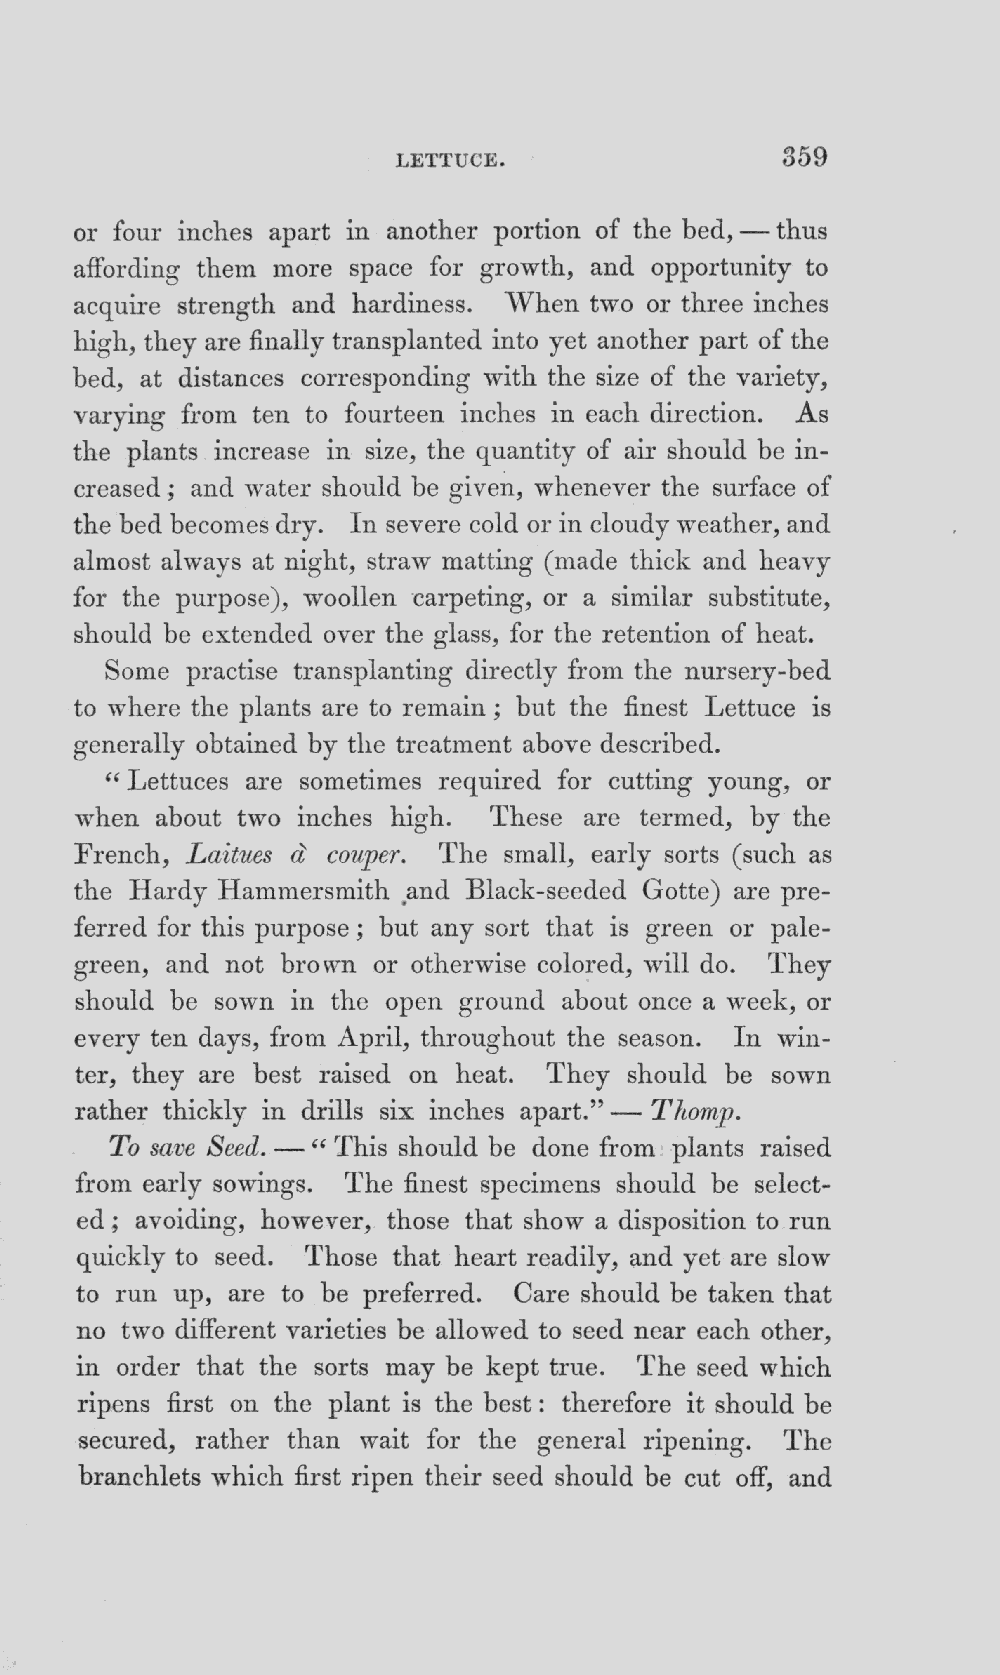 LETTUCE. 359
or four inches apart in another portion of the bed, — thus
affording them more space for growth, and opportunity to
acquire strength and hardiness. When two or three inches
high, they are finally transplanted into yet another part of the
bed, at distances corresponding with the size of the variety,
varying from ten to fourteen inches in each direction. As
the plants increase in size, the quantity of air should be in-
creased; and water should be given, whenever the surface of
the bed becomes dry. In severe cold or in cloudy weather, and
almost always at night, straw matting (made thick and heavy
for the purpose), woollen carpeting, or a similar substitute,
should be extended over the glass, for the retention of heat.
Some practise transplanting directly from the nursery-bed
to where the plants are to remain; but the finest Lettuce is
generally obtained by the treatment above described.
“Lettuces are sometimes required for cutting young, or
when about two inches high. These are termed, by the
French, Laitues à couper. The small, early sorts (such as
the Hardy Hammersmith and Black-seeded Gotte) are pre-
ferred for this purpose; but any sort that is green or pale-
green, and not brown or otherwise colored, will do. They
should be sown in the open ground about once a week, or
every ten days, from April, throughout the season. In win-
ter, they are best raised on heat. They should be sown
rather thickly in drills six inches apart.” — Thomp.
To save Seed. — “This should be done from plants raised
from early sowings. The finest specimens should be select-
ed; avoiding, however, those that show a disposition to run
quickly to seed. Those that heart readily, and yet are slow
to run up, are to be preferred. Care should be taken that
no two different varieties be allowed to seed near each other,
in order that the sorts may be kept true. The seed which
ripens first on the plant is the best: therefore it should be
secured, rather than wait for the general ripening. The
branchlets which first ripen their seed should be cut off, and